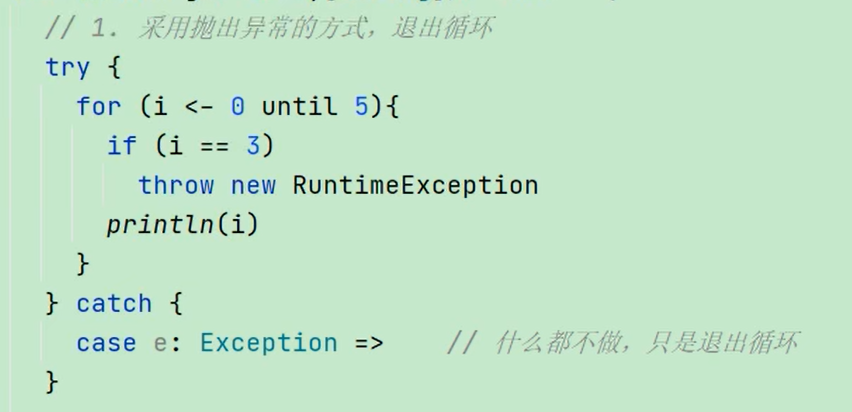 // 1. 采用抛出异常的方式，退出循环
try {
  for (i <- 0 until 5){
    if (i == 3)
      throw new RuntimeException
    println(i)
  }
} catch {
  case e: Exception =>    // 什么都不做，只是退出循环
}